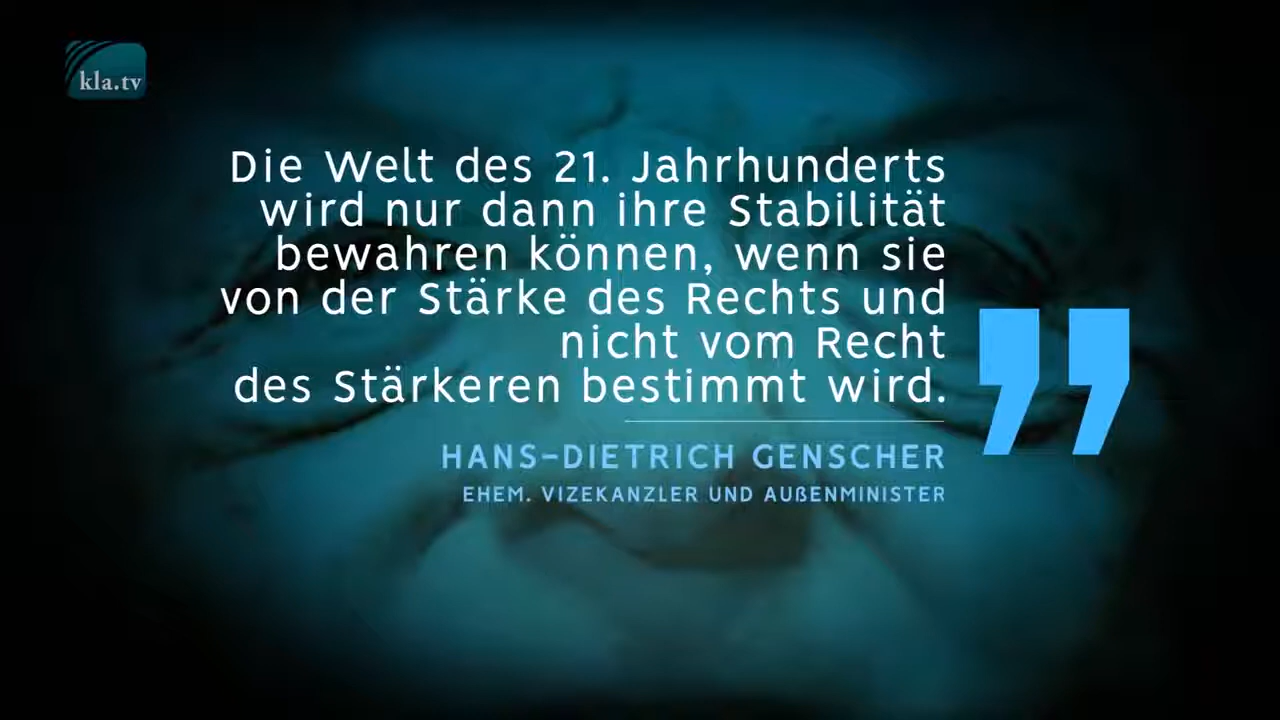 kla.tv
Die Welt des 21. Jahrhunderts
wird nur dann ihre Stabilität
bewahren können, wenn sie
von der Stärke des Rechts und
nicht vom Recht
des Stärkeren bestimmt wird.
”
HANS-DIETRICH GENSCHER
EHEM. VIZEKANZLER UND AUßENMINISTER